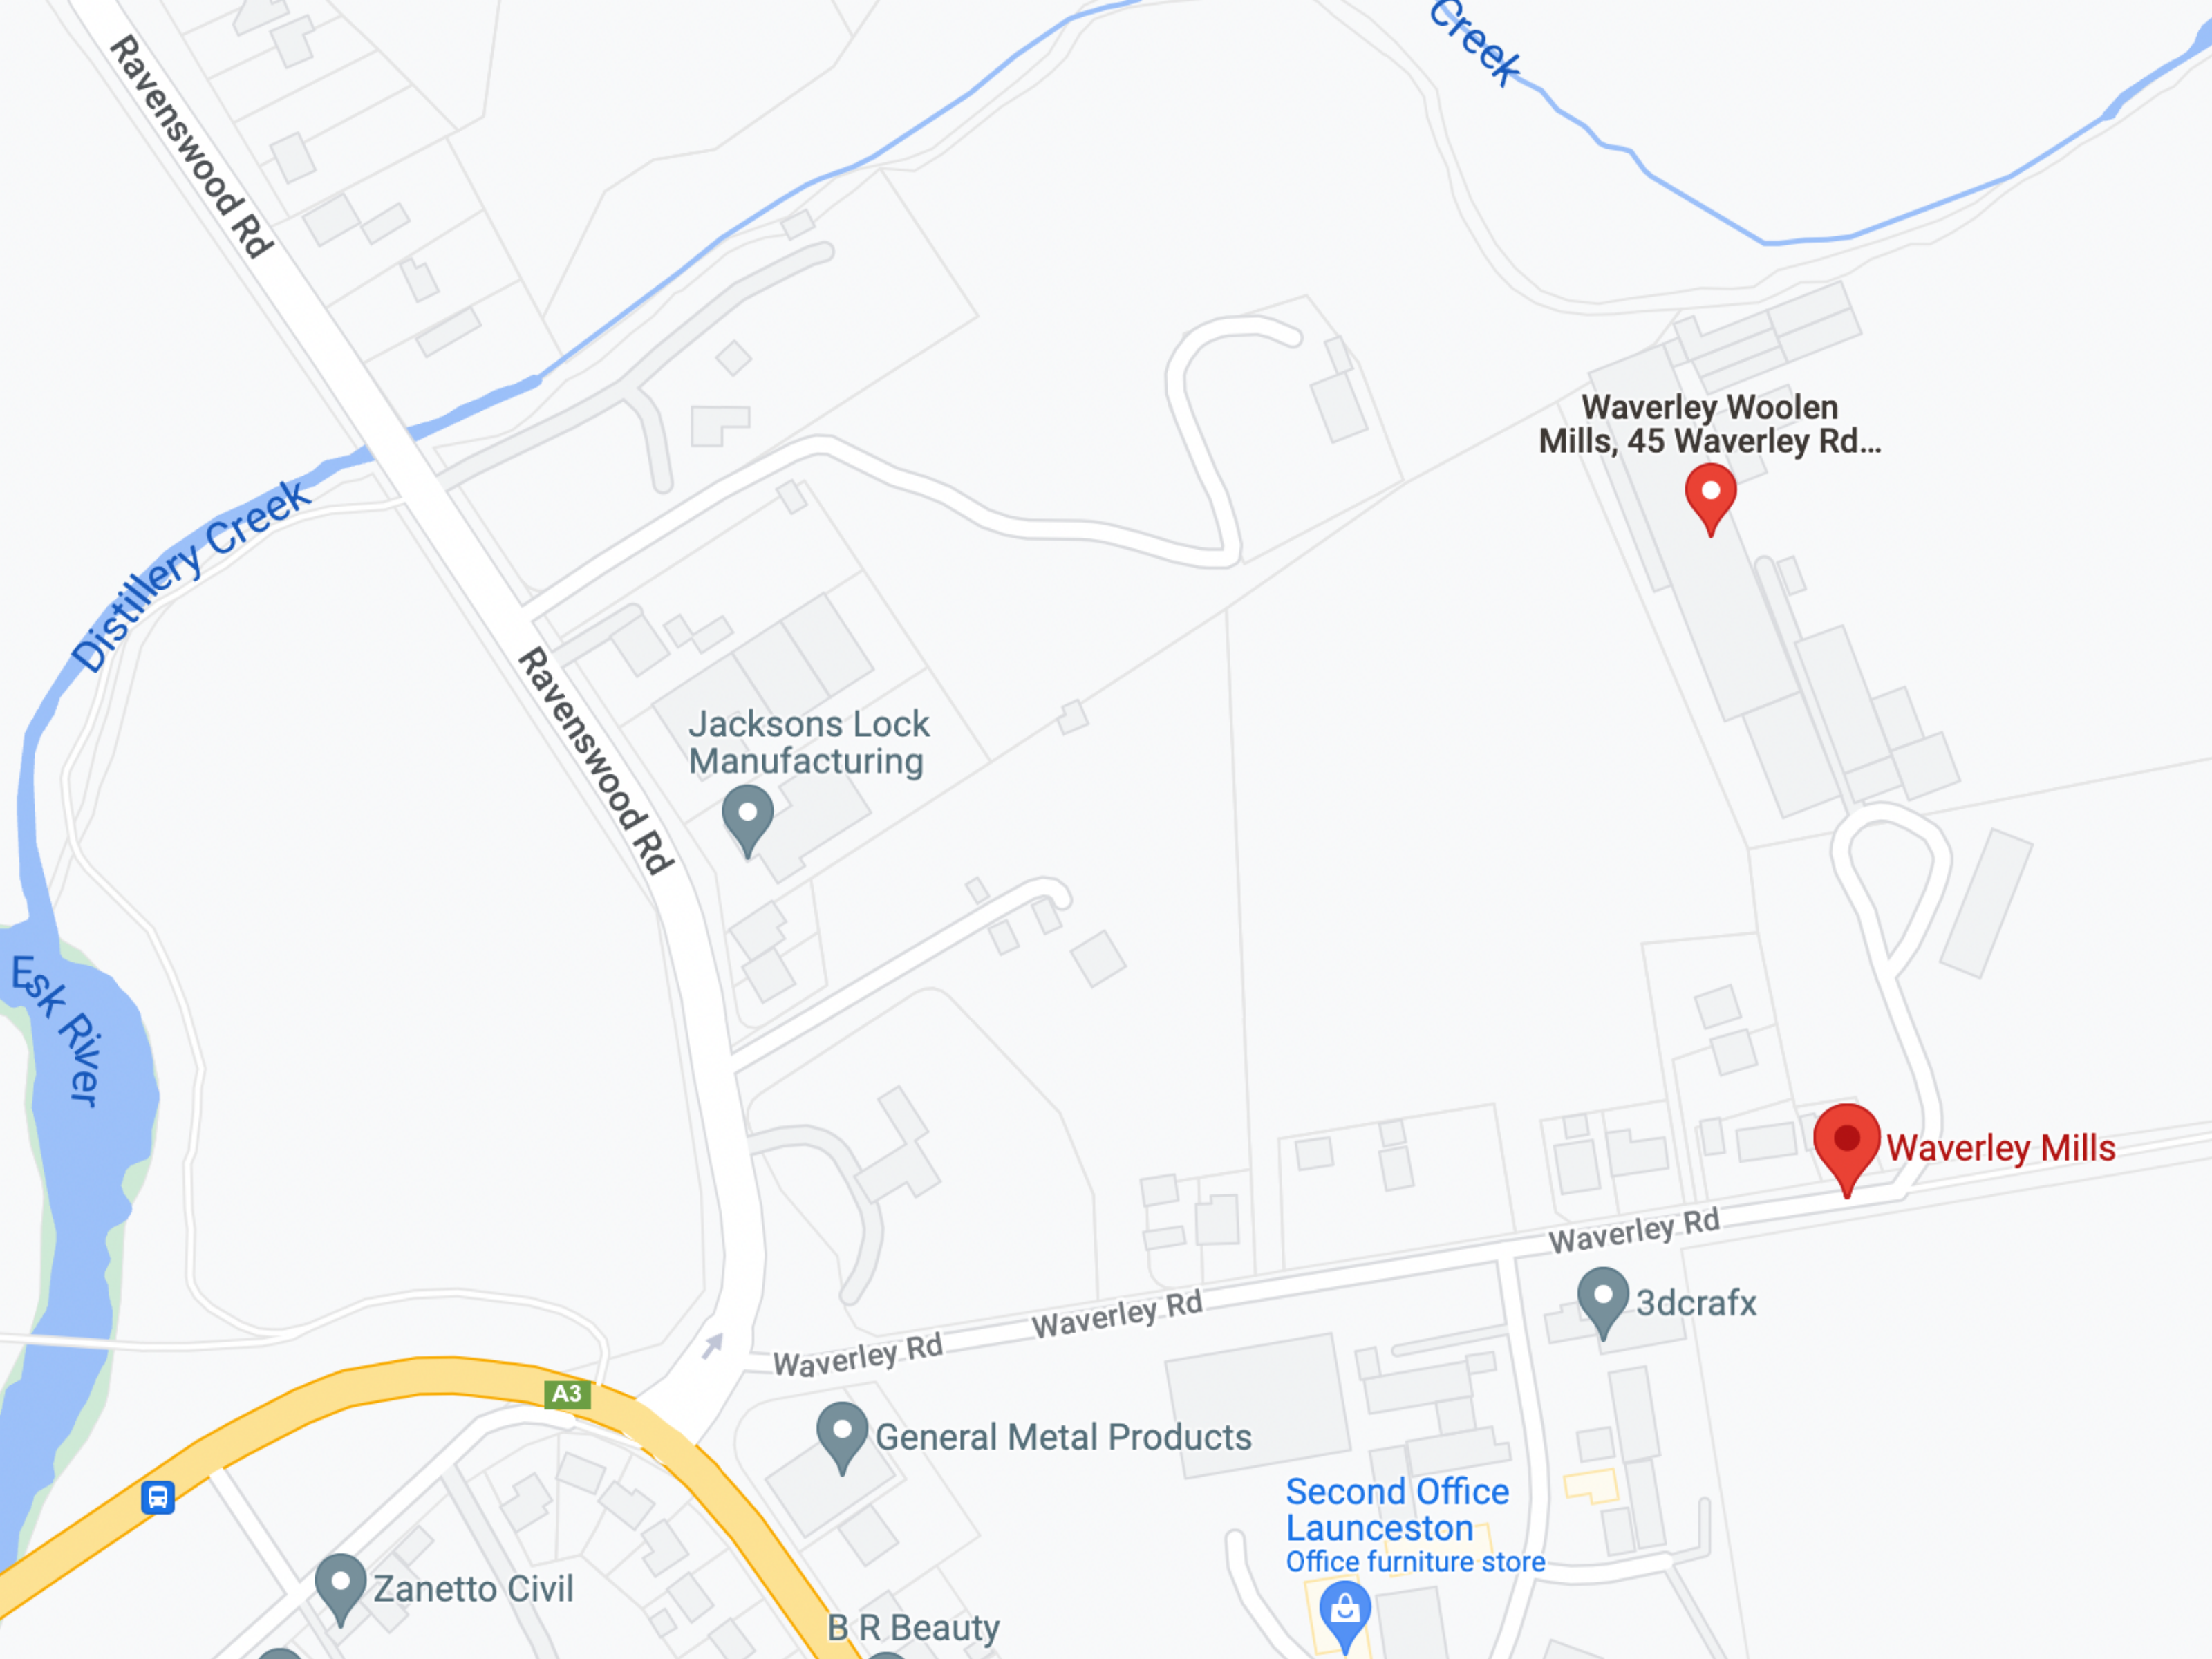 Creek
Ravenswood Rd
Waverley Woolen
Mills, 45 Waverley Rd...
Distillery Creek
Ravenswood Rd
Jacksons Lock
Manufacturing
Esk River
Waverley Mills
Waverley Rd
Waverley Rd
Waverley Rd
3dcrafx
A3
General Metal Products
Second Office
Launceston
Office furniture store
Zanetto Civil
B R Beauty